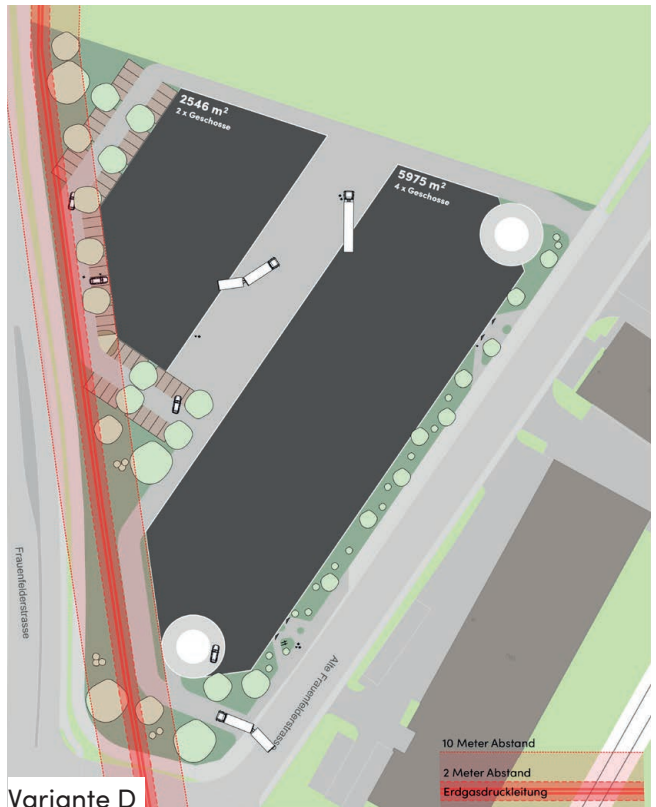 2546 m²
2 x Geschosse
5975 m²
4 x Geschosse
Frauenfelderstrasse
Alte Frauenfelderstrasse
10 Meter Abstand
2 Meter Abstand
Erdgasdruckleitung
Variante D